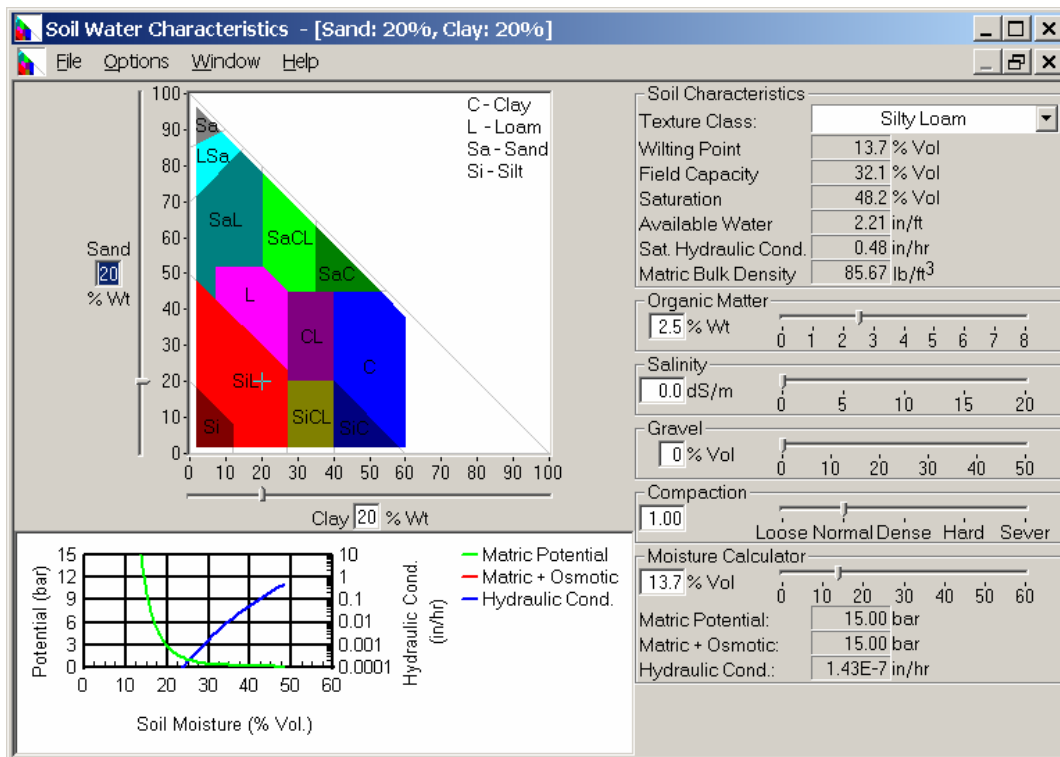 Soil Water Characteristics - [Sand: 20%, Clay: 20%]
File Options Window Help
100
90
80
70
60
50
40
30
20
10
0
Sand
20
% Wt
C - Clay
L - Loam
Sa - Sand
Si - Silt
Sa
LSa
SaL
SaCL
SaC
L
CL
C
SiL
Si
SiCL
SiC
0 10 20 30 40 50 60 70 80 90 100
Clay 20 % Wt
15
12
9
6
3
0
Potential (bar)
0 10 20 30 40 50 60
Soil Moisture (% Vol.)
10
1
0.1
0.01
0.001
0.0001
Hydraulic Cond.
(in/hr)
Matric Potential
Matric + Osmotic
Hydraulic Cond.
Soil Characteristics
Texture Class: Silty Loam
Wilting Point 13.7 % Vol
Field Capacity 32.1 % Vol
Saturation 48.2 % Vol
Available Water 2.21 in/ft
Sat. Hydraulic Cond. 0.48 in/hr
Matric Bulk Density 85.67 lb/ft3
Organic Matter
2.5 % Wt
0 1 2 3 4 5 6 7 8
Salinity
0.0 dS/m
0 5 10 15 20
Gravel
0 % Vol
0 10 20 30 40 50
Compaction
1.00
Loose Normal Dense Hard Sever
Moisture Calculator
13.7 % Vol
0 10 20 30 40 50 60
Matric Potential: 15.00 bar
Matric + Osmotic: 15.00 bar
Hydraulic Cond.: 1.43E-7 in/hr